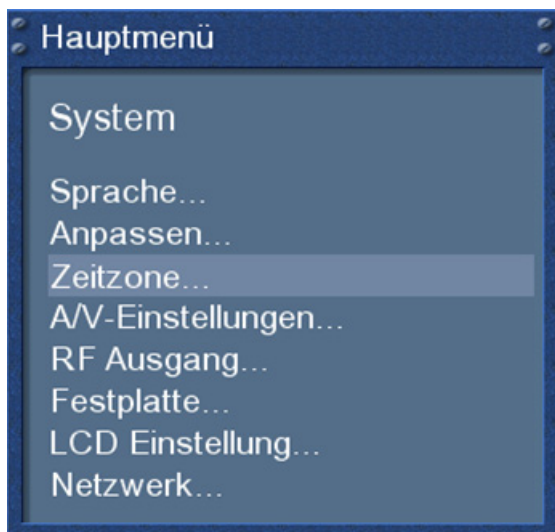 Hauptmenü
System
Sprache...
Anpassen...
Zeitzone...
A/V-Einstellungen...
RF Ausgang...
Festplatte...
LCD Einstellung...
Netzwerk...